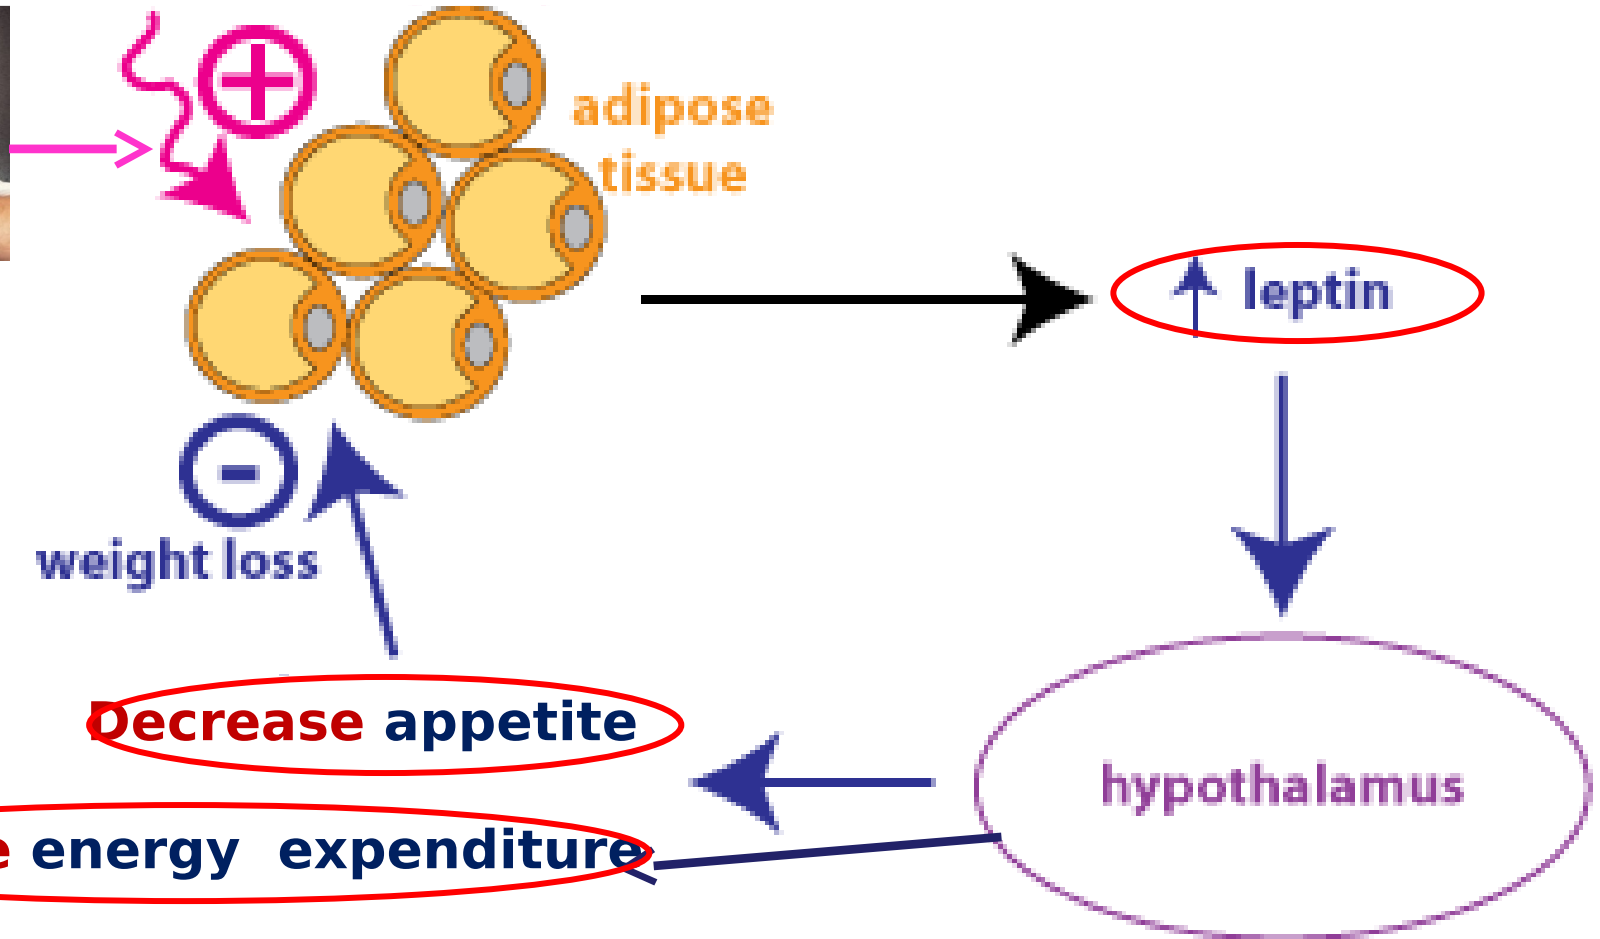 adipose
tissue
leptin
weight loss
Decrease appetite
hypothalamus
energy expenditure